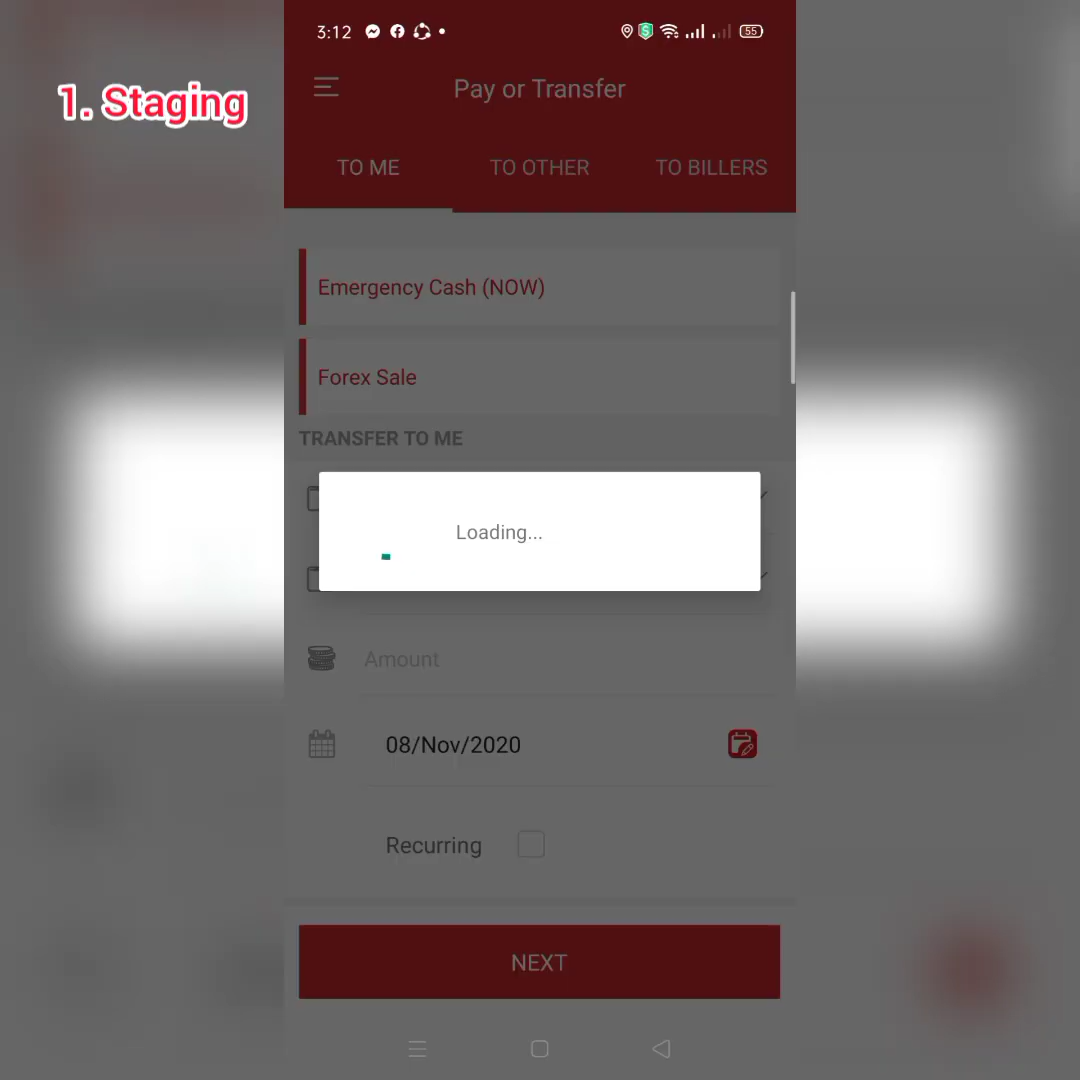 3:12
55
1. Staging
Pay or Transfer
TO ME
TO OTHER
TO BILLERS
Emergency Cash (NOW)
Forex Sale
TRANSFER TO ME
Loading...
Amount
08/Nov/2020
Recurring
NEXT